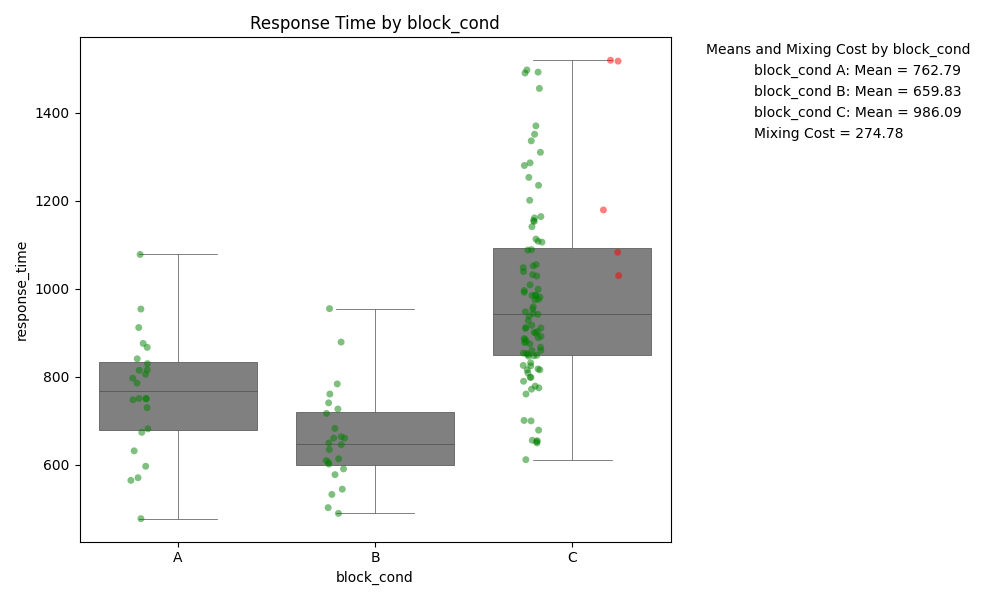 Response Time by block_cond
Means and Mixing Cost by block_cond
block_cond A: Mean = 762.79
block_cond B: Mean = 659.83
block_cond C: Mean = 986.09
Mixing Cost = 274.78
response_time
1400
1200
1000
800
600
A
B
C
block_cond